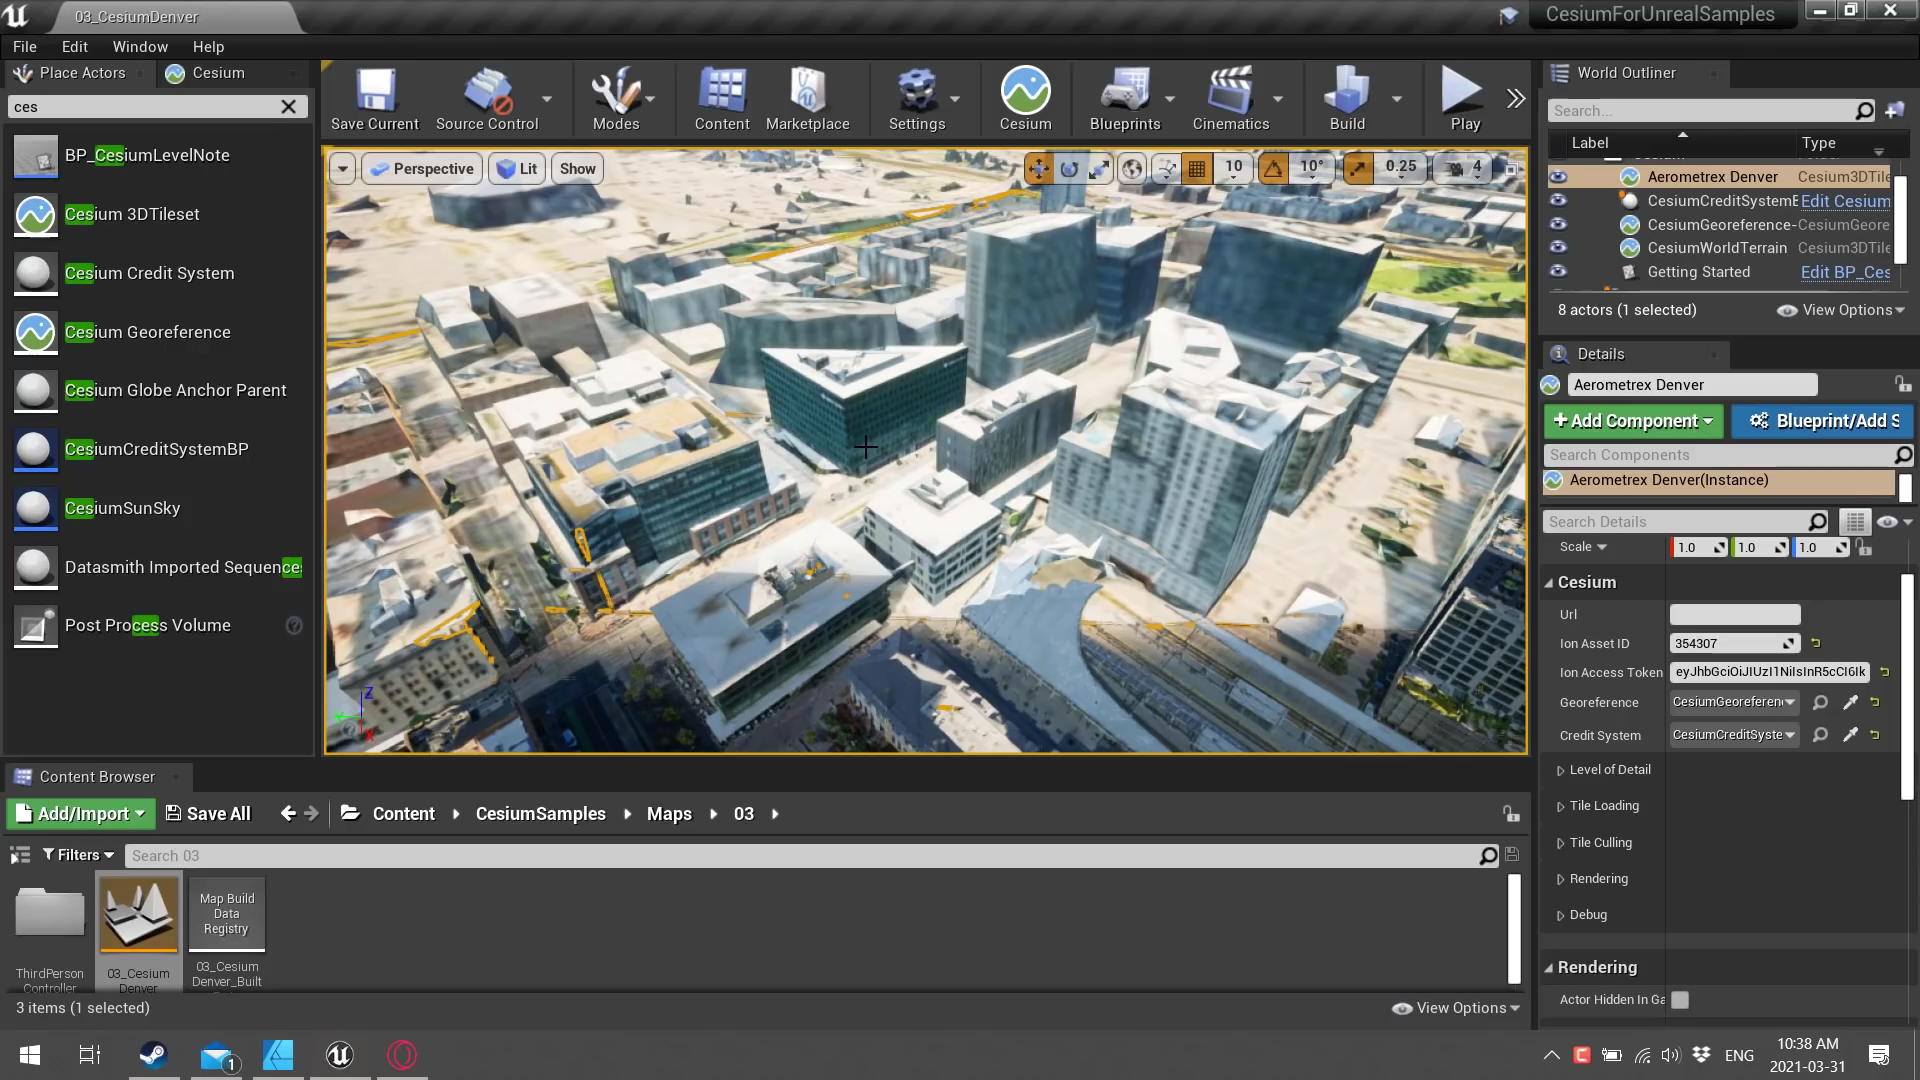 03_CesiumDenver
CesiumForUnrealSamples
File Edit Window Help
Place Actors
Cesium
ces
BP_CesiumLevelNote
Cesium 3DTileset
Cesium Credit System
Cesium Georeference
Cesium Globe Anchor Parent
CesiumCreditSystemBP
CesiumSunSky
Datasmith Imported Sequences
Post Process Volume
Save Current
Source Control
Modes
Content
Marketplace
Settings
Cesium
Blueprints
Cinematics
Build
Play
Perspective
Lit
Show
10
10°
0.25
4
Z
X
World Outliner
Search...
Label Type
Aerometrex Denver Cesium3DTile
CesiumCreditSystemE Edit Cesium
CesiumGeoreference- CesiumGeore
CesiumWorldTerrain Cesium3DTile
Getting Started Edit BP_Ces
8 actors (1 selected)
View Options
Details
Aerometrex Denver
+Add Component
Blueprint/Add S
Search Components
Aerometrex Denver(Instance)
Search Details
Scale 1.0 1.0 1.0
Cesium
Url
Ion Asset ID 354307
Ion Access Token eyJhbGciOiJIUzI1NiIsInR5cCI6Ik
Georeference CesiumGeoreferen
Credit System CesiumCreditSyste
Level of Detail
Tile Loading
Tile Culling
Rendering
Debug
Rendering
Actor Hidden In Ga
Content Browser
Add/Import
Save All
Content
CesiumSamples
Maps
03
Filters
Search 03
ThirdPerson
Controller
03_Cesium
Denver
Map Build
Data
Registry
03_Cesium
Denver_Built
3 items (1 selected)
View Options
1
ENG
10:38 AM
2021-03-31